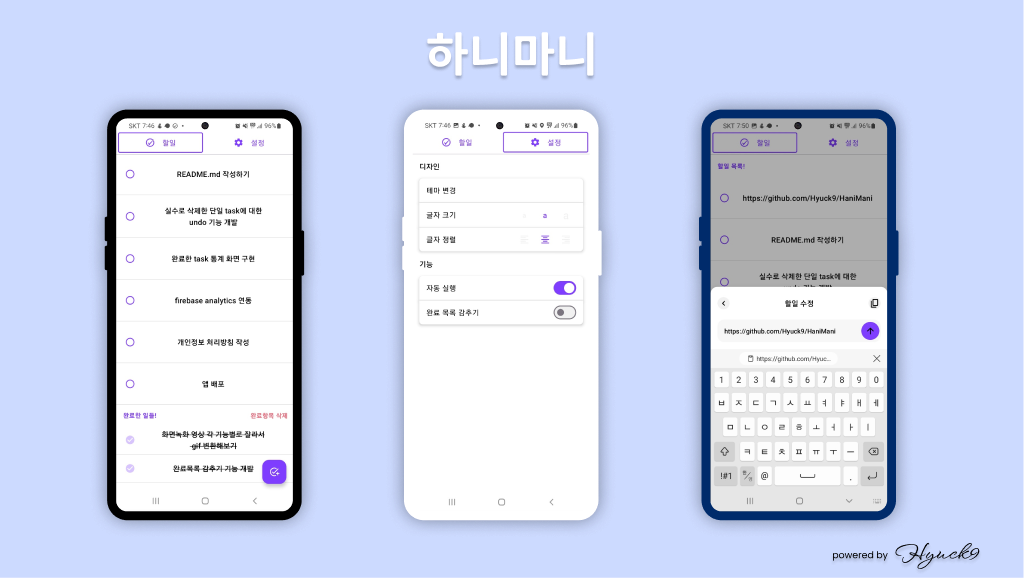 하니마니
SKT 7:46
96%
할일
설정
README.md 작성하기
실수로 삭제한 단일 task에 대한
undo 기능 개발
완료한 task 통계 화면 구현
firebase analytics 연동
개인정보 처리방침 작성
앱 배포
완료한 일들!
완료항목 삭제
화면녹화 영상 각 기능별로 잘라서
gif 변환해보기
완료목록 감추기 기능 개발
SKT 7:46
96%
할일
설정
디자인
테마 변경
글자 크기
a
글자 정렬
기능
자동 실행
완료 목록 감추기
SKT 7:50
96%
할일
설정
할일 목록!
https://github.com/Hyuck9/HaniMani
README.md 작성하기
실수로 삭제한 단일 task에 대한
할일 수정
https://github.com/Hyuck9/HaniMani
https://github.com/Hyuc...
1 2 3 4 5 6 7 8 9 0
ㅂ ㅈ ㄷ ㄱ ㅅ ㅛ ㅕ ㅑ ㅐ ㅔ
ㅁ ㄴ ㅇ ㄹ ㅎ ㅗ ㅓ ㅏ ㅣ
ㅋ ㅌ ㅊ ㅍ ㅠ ㅜ ㅡ
!#1 @ .
powered by Hyuck9